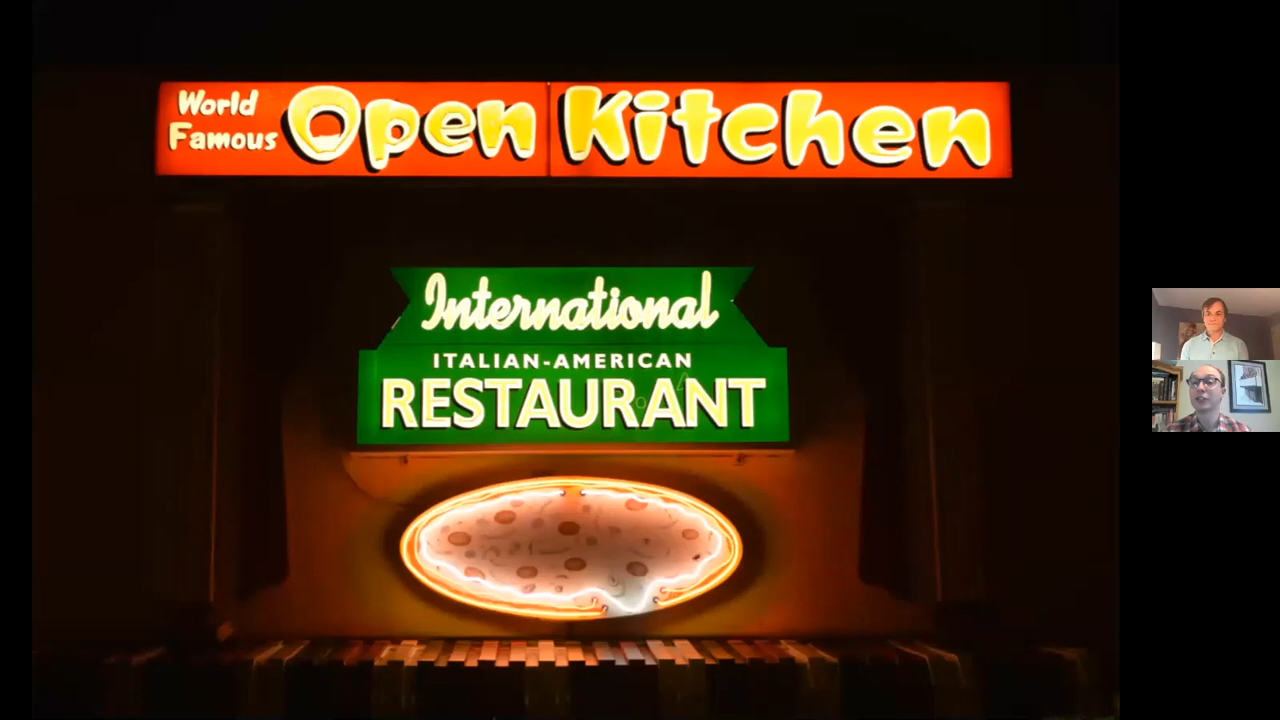 World
Famous
Open Kitchen
International
ITALIAN-AMERICAN
RESTAURANT